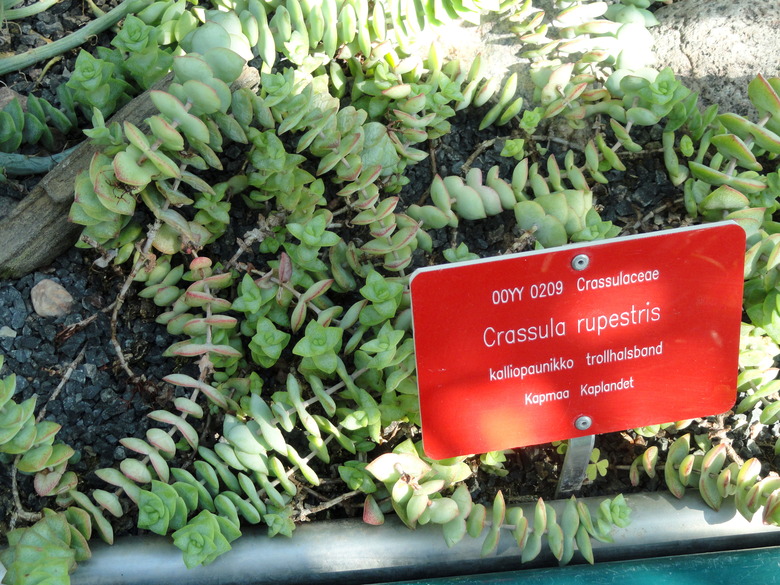 00YY 0209 Crassulaceae
Crassula rupestris
kalliopaunikko trollhalsband
Kapmaa Kaplandet